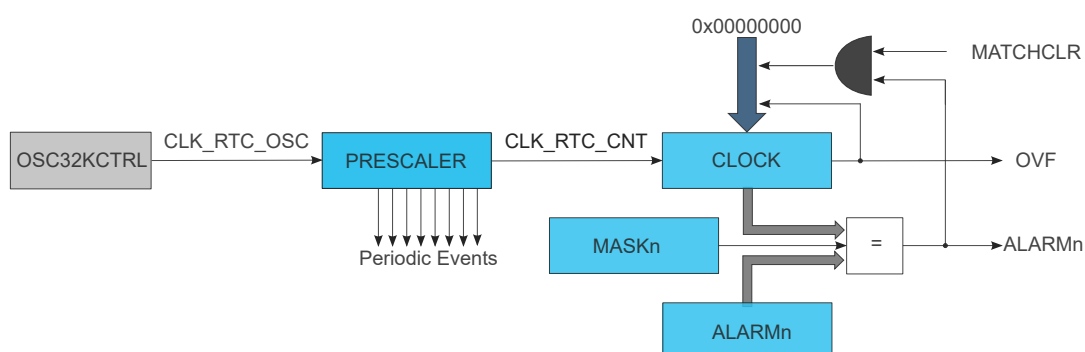 0x00000000
MATCHCLR
OSC32KCTRL
CLK_RTC_OSC
PRESCALER
CLK_RTC_CNT
CLOCK
OVF
Periodic Events
MASKn
=
ALARMn
ALARMn